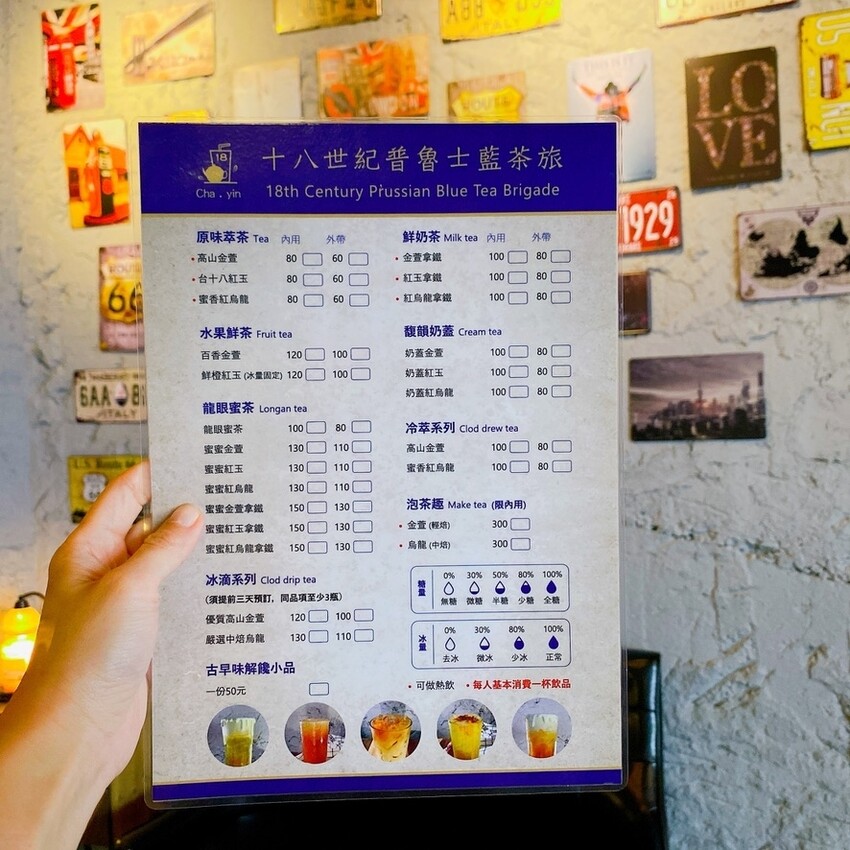 LOVE
1929
6AA
ITALY
18
Cha . yin
十八世紀普魯士藍茶旅
18th Century Prussian Blue Tea Brigade
原味萃茶 Tea 內用 外帶
• 高山金萱 80 60
• 台十八紅玉 80 60
• 蜜香紅烏龍 80 60
水果鮮茶 Fruit tea
百香金萱 120 100
鮮橙紅玉 (冰量固定) 120 100
龍眼蜜茶 Longan tea
龍眼蜜茶 100 80
蜜蜜金萱 130 110
蜜蜜紅玉 130 110
蜜蜜紅烏龍 130 110
蜜蜜金萱拿鐵 150 130
蜜蜜紅玉拿鐵 150 130
蜜蜜紅烏龍拿鐵 150 130
冰滴系列 Clod drip tea
(須提前三天預訂，同品項至少3瓶)
優質高山金萱 120 100
嚴選中焙烏龍 130 110
古早味解饞小品
一份50元
鮮奶茶 Milk tea 內用 外帶
• 金萱拿鐵 100 80
• 紅玉拿鐵 100 80
• 紅烏龍拿鐵 100 80
馥韻奶蓋 Cream tea
奶蓋金萱 100 80
奶蓋紅玉 100 80
奶蓋紅烏龍 100 80
冷萃系列 Clod drew tea
高山金萱 100 80
蜜香紅烏龍 100 80
泡茶趣 Make tea (限內用)
• 金萱 (輕焙) 300
• 烏龍 (中焙) 300
糖量
0% 30% 50% 80% 100%
無糖 微糖 半糖 少糖 全糖
冰量
0% 30% 80% 100%
去冰 微冰 少冰 正常
• 可做熱飲 • 每人基本消費一杯飲品